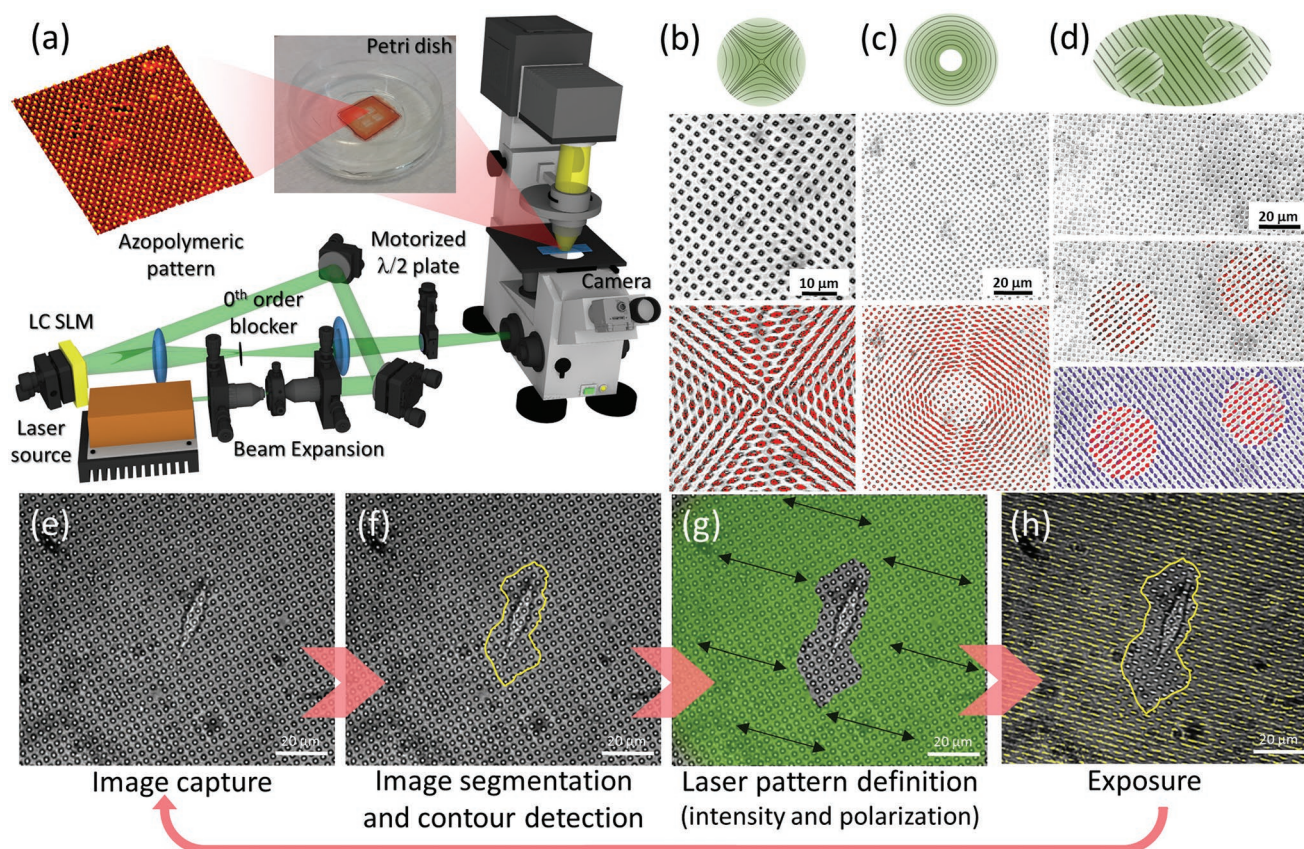 (a)
Petri dish
(b)
(c)
(d)
Azopolymeric
pattern
Motorized
λ/2 plate
0th order
blocker
LC SLM
Camera
Laser
source
Beam Expansion
10 µm
20 µm
20 µm
(e)
(f)
(g)
(h)
20 µm
20 µm
20 µm
20 µm
Image capture
Image segmentation
and contour detection
Laser pattern definition
(intensity and polarization)
Exposure